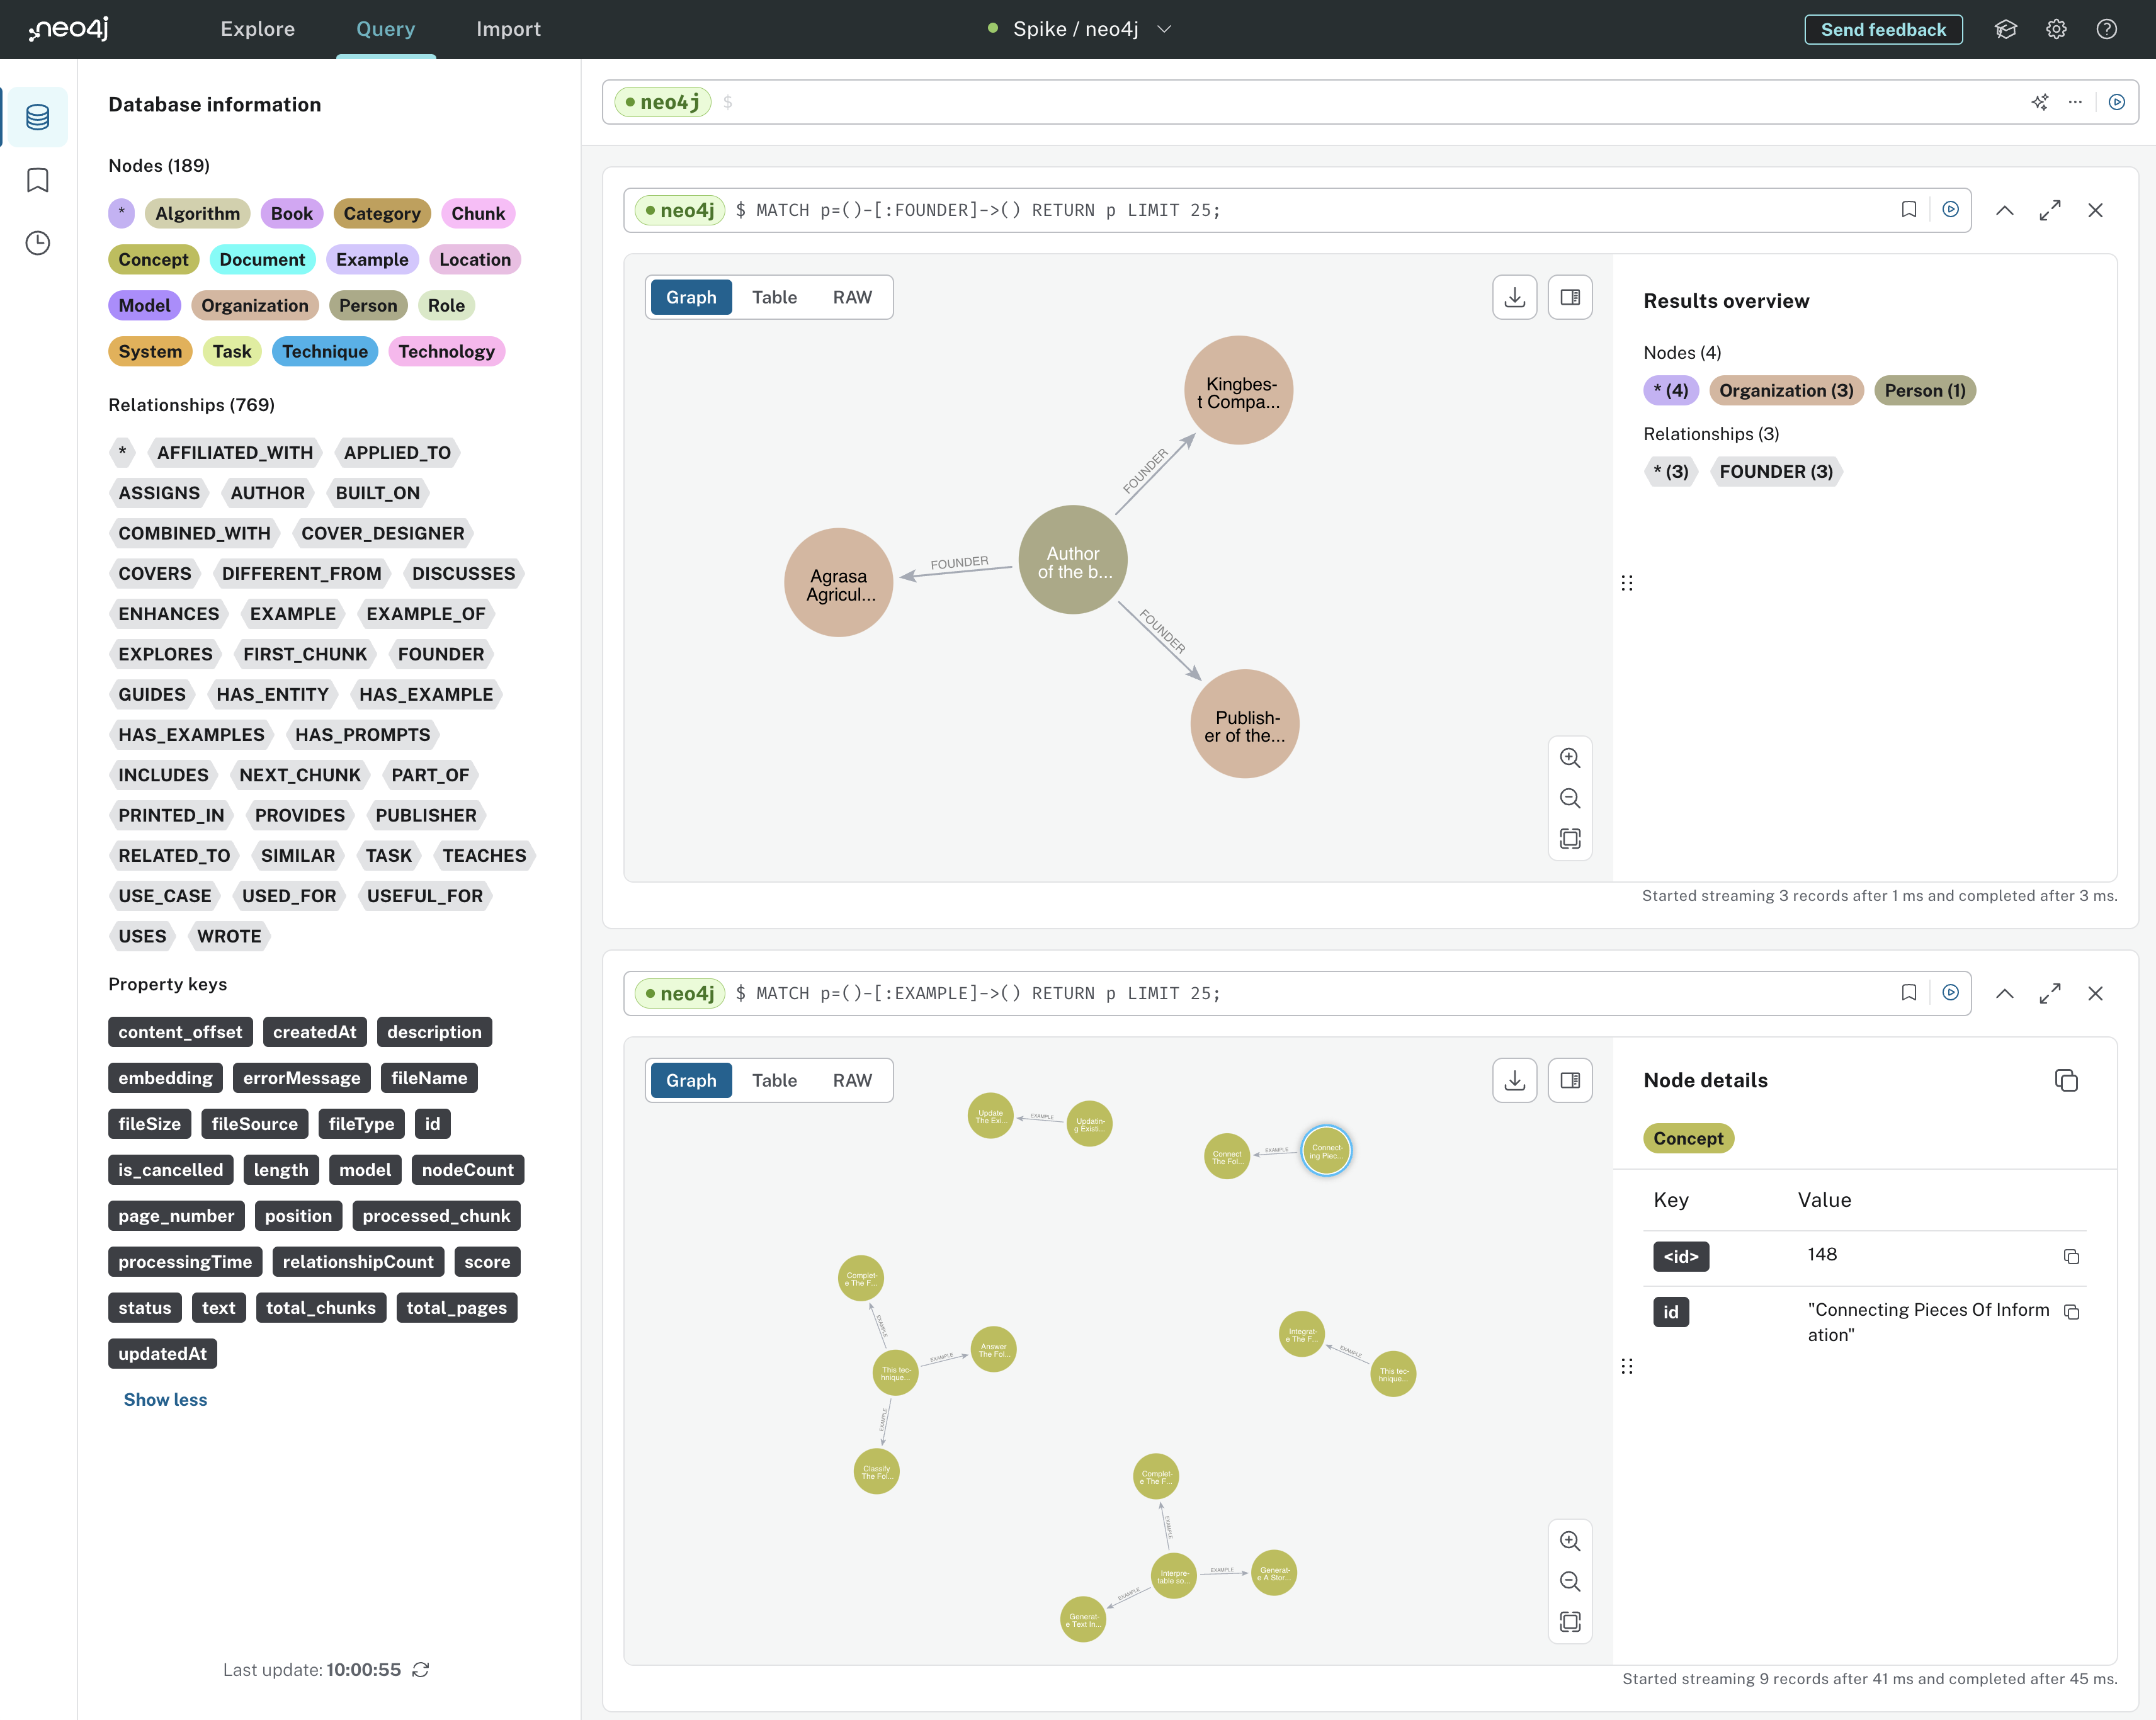 neo4j
Explore Query Import
Spike / neo4j
Send feedback
Database information
Nodes (189)
* Algorithm Book Category Chunk
Concept Document Example Location
Model Organization Person Role
System Task Technique Technology
Relationships (769)
* AFFILIATED_WITH APPLIED_TO
ASSIGNS AUTHOR BUILT_ON
COMBINED_WITH COVER_DESIGNER
COVERS DIFFERENT_FROM DISCUSSES
ENHANCES EXAMPLE EXAMPLE_OF
EXPLORES FIRST_CHUNK FOUNDER
GUIDES HAS_ENTITY HAS_EXAMPLE
HAS_EXAMPLES HAS_PROMPTS
INCLUDES NEXT_CHUNK PART_OF
PRINTED_IN PROVIDES PUBLISHER
RELATED_TO SIMILAR TASK TEACHES
USE_CASE USED_FOR USEFUL_FOR
USES WROTE
Property keys
content_offset createdAt description
embedding errorMessage fileName
fileSize fileSource fileType id
is_cancelled length model nodeCount
page_number position processed_chunk
processingTime relationshipCount score
status text total_chunks total_pages
updatedAt
Show less
Last update: 10:00:55
neo4j $
neo4j $ MATCH p=()-[:FOUNDER]->() RETURN p LIMIT 25;
Graph Table RAW
Kingbes-
t Compa...
FOUNDER
Author
of the b...
FOUNDER
Agrasa
Agricul...
FOUNDER
Publish-
er of the...
Results overview
Nodes (4)
* (4) Organization (3) Person (1)
Relationships (3)
* (3) FOUNDER (3)
Started streaming 3 records after 1 ms and completed after 3 ms.
neo4j $ MATCH p=()-[:EXAMPLE]->() RETURN p LIMIT 25;
Graph Table RAW
Update
The Exi...
EXAMPLE
Updatin-
g Existi...
Connect
The Fol...
EXAMPLE
Connect-
ing Piec...
Complet-
e The F...
EXAMPLE
Answer
The Fol...
EXAMPLE
This tec-
hnique...
EXAMPLE
Classify
The Fol...
Integrat-
e The F...
EXAMPLE
This tec-
hnique...
Complet-
e The F...
EXAMPLE
Interpre-
table so...
EXAMPLE
Generat-
e A Stor...
EXAMPLE
Generat-
e Text In...
Node details
Concept
Key Value
<id> 148
id "Connecting Pieces Of Inform
ation"
Started streaming 9 records after 41 ms and completed after 45 ms.